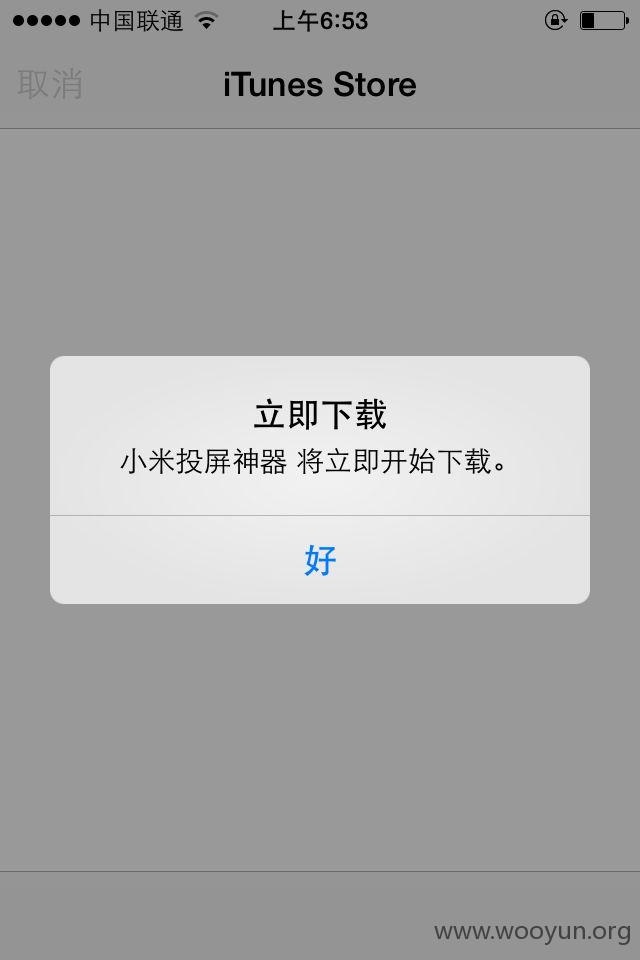 中国联通 上午6:53
取消 iTunes Store
立即下载
小米投屏神器 将立即开始下载。
好
www.wooyun.org